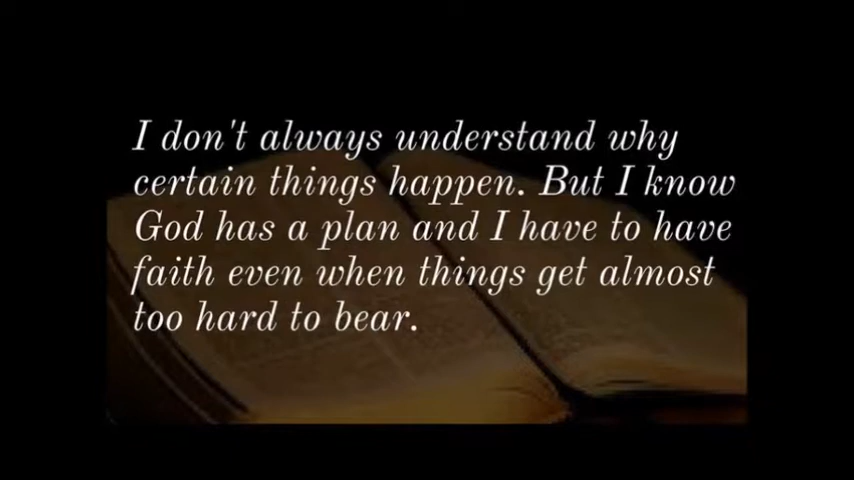 I don't always understand why
certain things happen. But I know
God has a plan and I have to have
faith even when things get almost
too hard to bear.